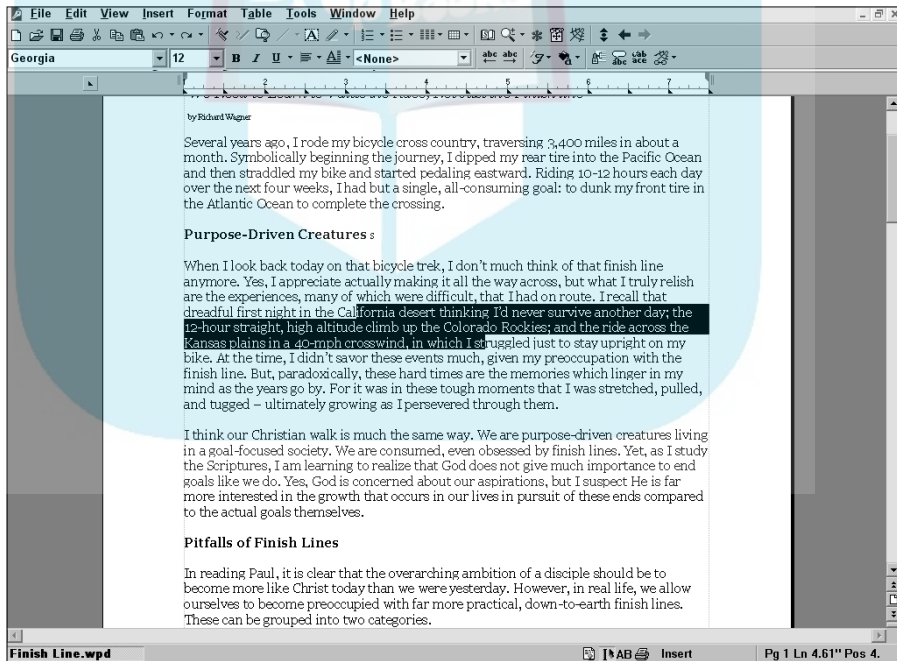 File Edit View Insert Format Table Tools Window Help
Georgia 12 B I U <None> abc abc
1 2 3 4 5 6 7
by Richard Wagner
Several years ago, I rode my bicycle cross country, traversing 3,400 miles in about a
month. Symbolically beginning the journey, I dipped my rear tire into the Pacific Ocean
and then straddled my bike and started pedaling eastward. Riding 10-12 hours each day
over the next four weeks, I had but a single, all-consuming goal: to dunk my front tire in
the Atlantic Ocean to complete the crossing.
Purpose-Driven Creatures s
When I look back today on that bicycle trek, I don't much think of that finish line
anymore. Yes, I appreciate actually making it all the way across, but what I truly relish
are the experiences, many of which were difficult, that I had on route. I recall that
dreadful first night in the California desert thinking I'd never survive another day; the
12-hour straight, high altitude climb up the Colorado Rockies; and the ride across the
Kansas plains in a 40-mph crosswind, in which I struggled just to stay upright on my
bike. At the time, I didn't savor these events much, given my preoccupation with the
finish line. But, paradoxically, these hard times are the memories which linger in my
mind as the years go by. For it was in these tough moments that I was stretched, pulled,
and tugged – ultimately growing as I persevered through them.
I think our Christian walk is much the same way. We are purpose-driven creatures living
in a goal-focused society. We are consumed, even obsessed by finish lines. Yet, as I study
the Scriptures, I am learning to realize that God does not give much importance to end
goals like we do. Yes, God is concerned about our aspirations, but I suspect He is far
more interested in the growth that occurs in our lives in pursuit of these ends compared
to the actual goals themselves.
Pitfalls of Finish Lines
In reading Paul, it is clear that the overarching ambition of a disciple should be to
become more like Christ today than we were yesterday. However, in real life, we allow
ourselves to become preoccupied with far more practical, down-to-earth finish lines.
These can be grouped into two categories.
Finish Line.wpd AB Insert Pg 1 Ln 4.61" Pos 4.